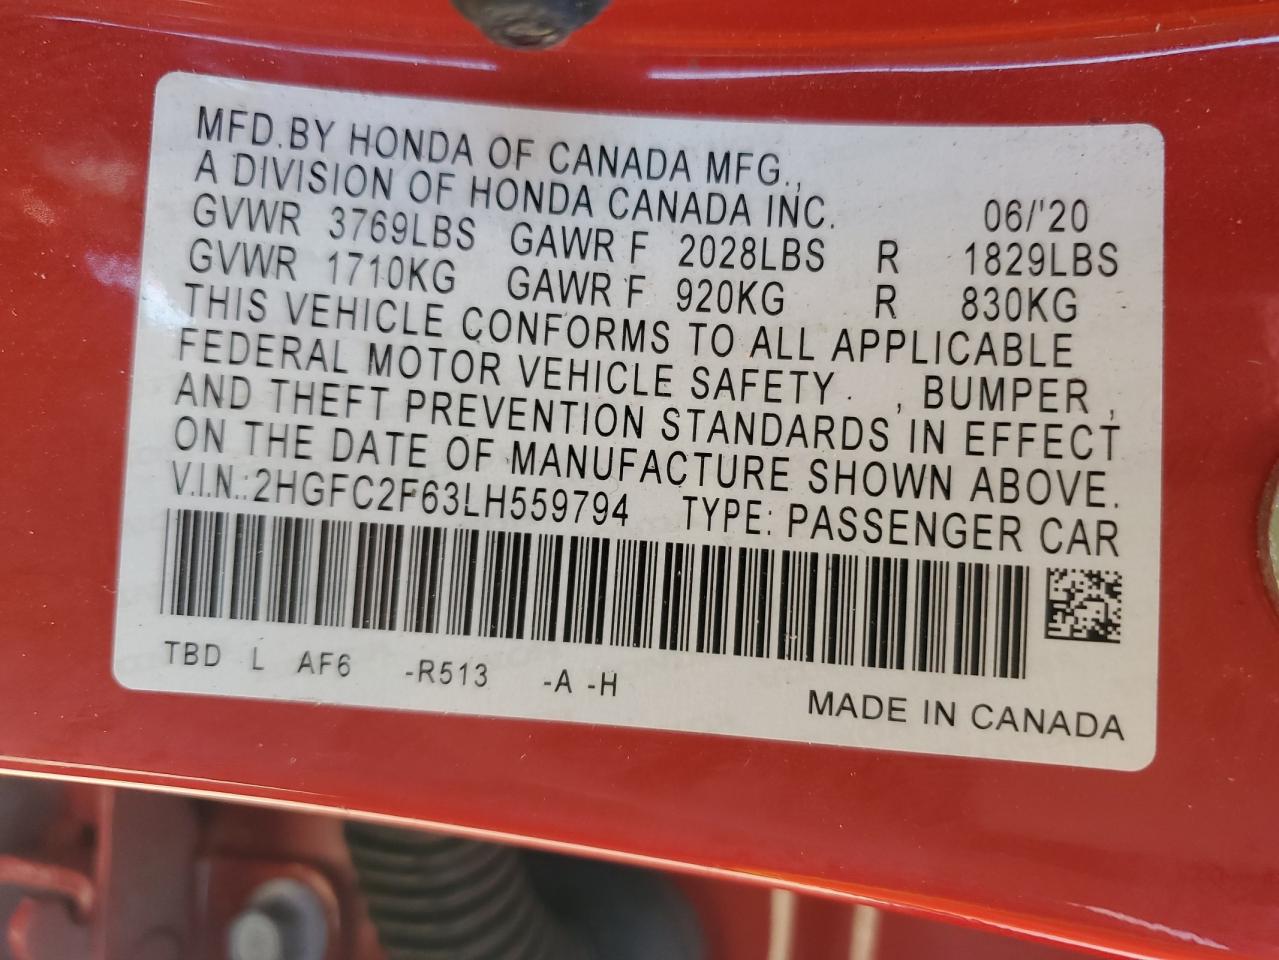 MFD.BY HONDA OF CANADA MFG.,
A DIVISION OF HONDA CANADA INC. 06/'20
GVWR 3769LBS GAWR F 2028LBS R 1829LBS
GVWR 1710KG GAWR F 920KG R 830KG
THIS VEHICLE CONFORMS TO ALL APPLICABLE
FEDERAL MOTOR VEHICLE SAFETY , BUMPER ,
AND THEFT PREVENTION STANDARDS IN EFFECT
ON THE DATE OF MANUFACTURE SHOWN ABOVE.
V.I.N.:2HGFC2F63LH559794 TYPE: PASSENGER CAR
TBD L AF6 -R513 -A -H
MADE IN CANADA